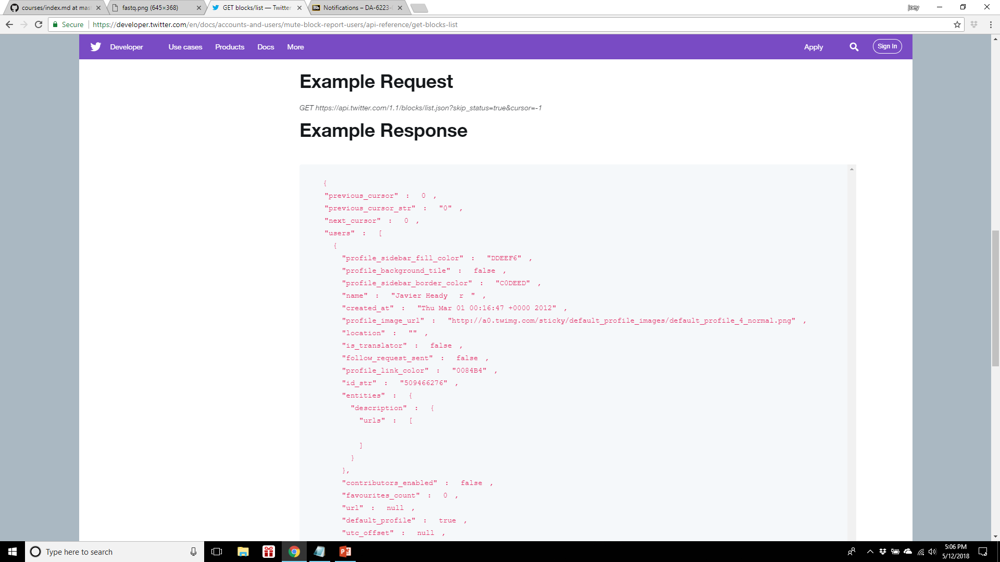 courses/index.md at mas
fastq.png (645×368)
GET blocks/list — Twitter
Notifications – DA-6223-
joey
Secure
https://developer.twitter.com/en/docs/accounts-and-users/mute-block-report-users/api-reference/get-blocks-list
Developer
Use cases
Products
Docs
More
Apply
Sign In
Example Request
GET https://api.twitter.com/1.1/blocks/list.json?skip_status=true&cursor=-1
Example Response
{
"previous_cursor" : 0 ,
"previous_cursor_str" : "0" ,
"next_cursor" : 0 ,
"users" : [
{
"profile_sidebar_fill_color" : "DDEEF6" ,
"profile_background_tile" : false ,
"profile_sidebar_border_color" : "C0DEED" ,
"name" : "Javier Heady r " ,
"created_at" : "Thu Mar 01 00:16:47 +0000 2012" ,
"profile_image_url" : "http://a0.twimg.com/sticky/default_profile_images/default_profile_4_normal.png" ,
"location" : "" ,
"is_translator" : false ,
"follow_request_sent" : false ,
"profile_link_color" : "0084B4" ,
"id_str" : "509466276" ,
"entities" : {
"description" : {
"urls" : [
]
}
},
"contributors_enabled" : false ,
"favourites_count" : 0 ,
"url" : null ,
"default_profile" : true ,
"utc_offset" : null ,
Type here to search
5:06 PM
5/12/2018